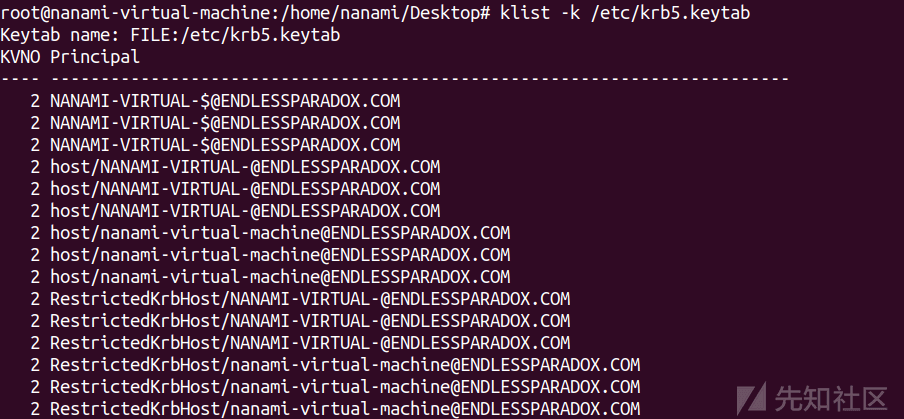 root@nanami-virtual-machine:/home/nanami/Desktop# klist -k /etc/krb5.keytab
Keytab name: FILE:/etc/krb5.keytab
KVNO Principal
---- --------------------------------------------------------------------------
2 NANAMI-VIRTUAL-$@ENDLESSPARADOX.COM
2 NANAMI-VIRTUAL-$@ENDLESSPARADOX.COM
2 NANAMI-VIRTUAL-$@ENDLESSPARADOX.COM
2 host/NANAMI-VIRTUAL-@ENDLESSPARADOX.COM
2 host/NANAMI-VIRTUAL-@ENDLESSPARADOX.COM
2 host/NANAMI-VIRTUAL-@ENDLESSPARADOX.COM
2 host/nanami-virtual-machine@ENDLESSPARADOX.COM
2 host/nanami-virtual-machine@ENDLESSPARADOX.COM
2 host/nanami-virtual-machine@ENDLESSPARADOX.COM
2 RestrictedKrbHost/NANAMI-VIRTUAL-@ENDLESSPARADOX.COM
2 RestrictedKrbHost/NANAMI-VIRTUAL-@ENDLESSPARADOX.COM
2 RestrictedKrbHost/NANAMI-VIRTUAL-@ENDLESSPARADOX.COM
2 RestrictedKrbHost/nanami-virtual-machine@ENDLESSPARADOX.COM
2 RestrictedKrbHost/nanami-virtual-machine@ENDLESSPARADOX.COM
2 RestrictedKrbHost/nanami-virtual-machine@ENDLESSPARADOX.COM
先知社区